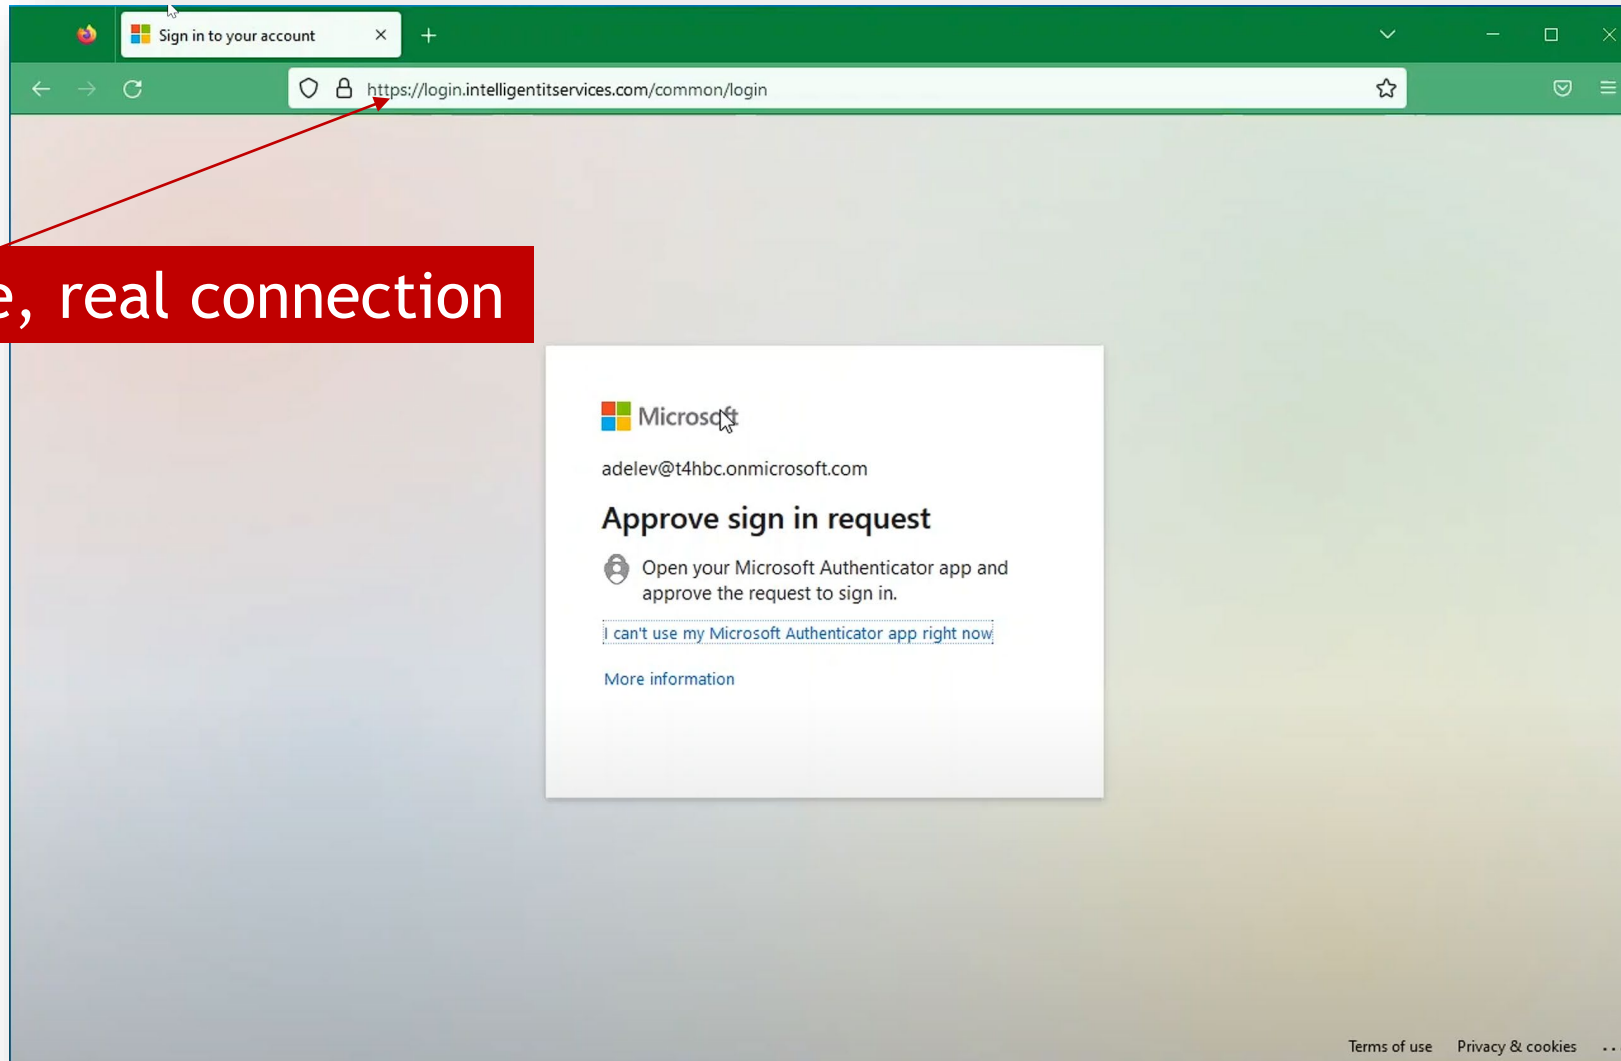 Sign in to your account
https://login.intelligentitservices.com/common/login
e, real connection
Microsoft
adelev@t4hbc.onmicrosoft.com
Approve sign in request
Open your Microsoft Authenticator app and
approve the request to sign in.
I can't use my Microsoft Authenticator app right now
More information
Terms of use Privacy & cookies ..